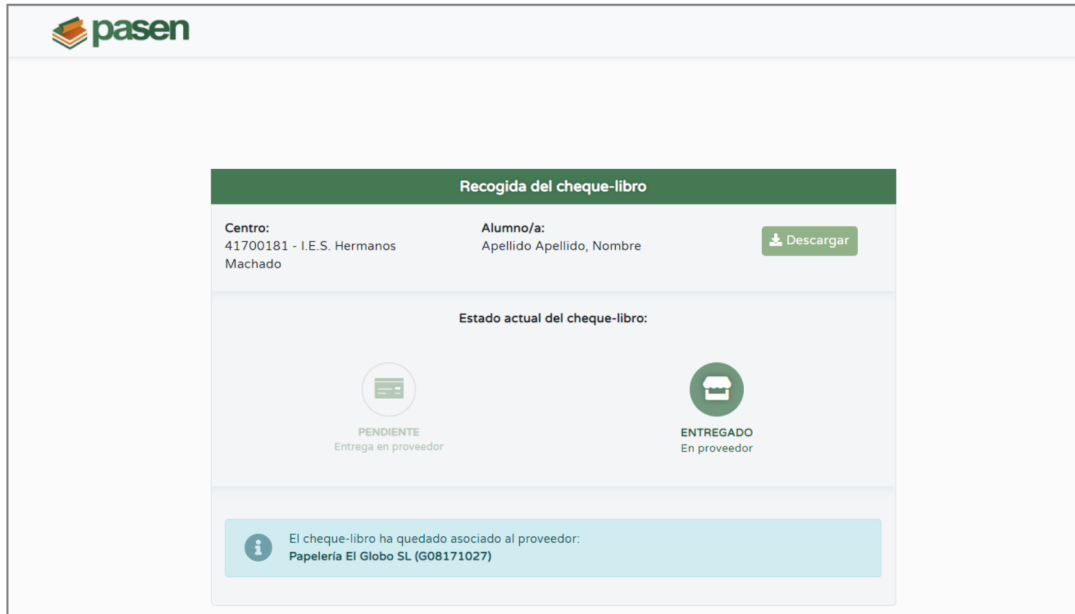 pasen
Recogida del cheque-libro
Centro:
41700181 - I.E.S. Hermanos
Machado
Alumno/a:
Apellido Apellido, Nombre
Descargar
Estado actual del cheque-libro:
PENDIENTE
Entrega en proveedor
ENTREGADO
En proveedor
El cheque-libro ha quedado asociado al proveedor:
Papelería El Globo SL (G08171027)